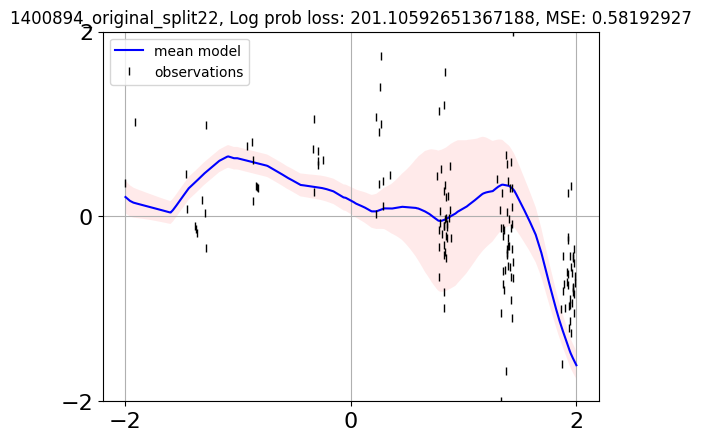 1400894_original_split22, Log prob loss: 201.10592651367188, MSE: 0.58192927
mean model
observations
2
0
−2
−2
0
2